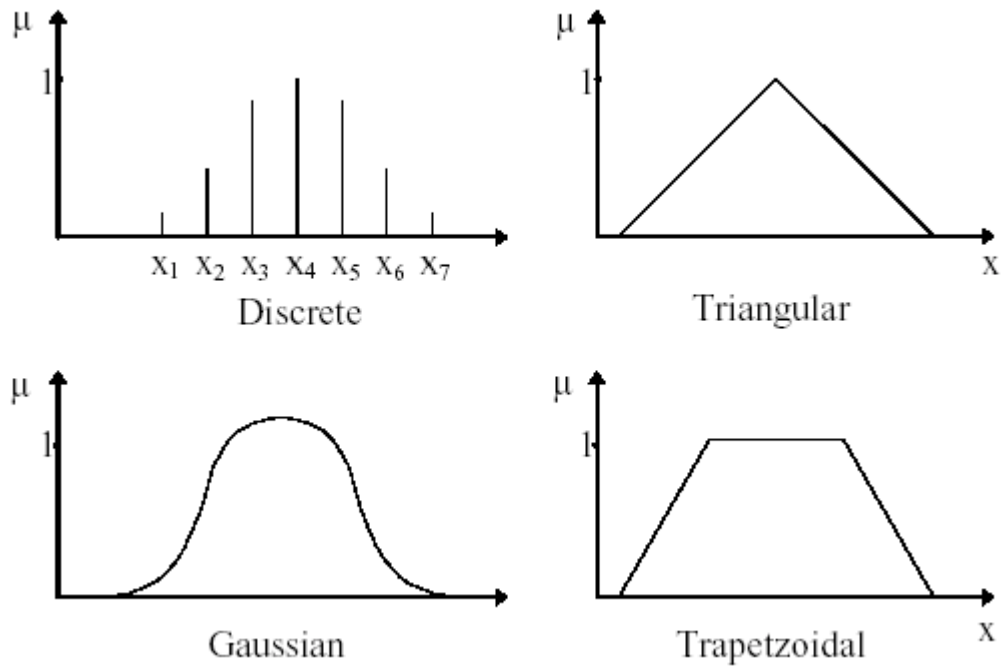 μ
1
x₁ x₂ x₃ x₄ x₅ x₆ x₇
Discrete
μ
1
x
Triangular
μ
1
Gaussian
μ
1
x
Trapetzoidal